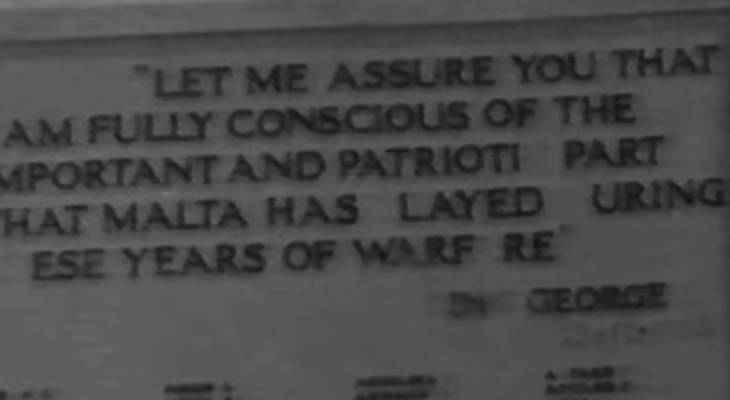 "LET ME ASSURE YOU THAT
AM FULLY CONSCIOUS OF THE
MPORTANT AND PATRIOTI PART
HAT MALTA HAS LAYED URING
ESE YEARS OF WARF RE"
GEORGE